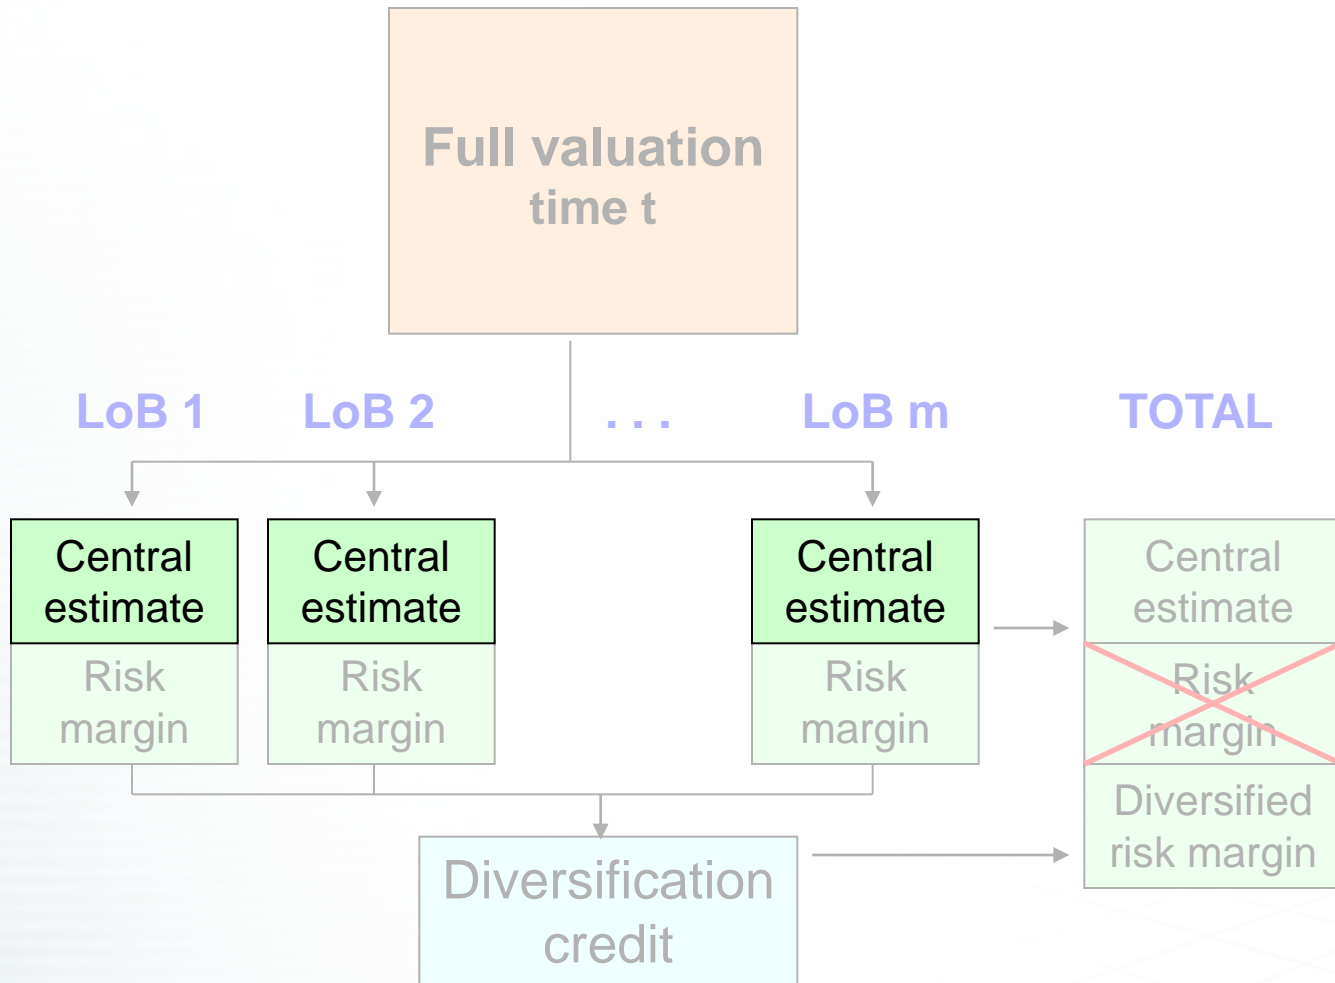 Full valuation
time t
LoB 1
LoB 2
. . .
LoB m
TOTAL
Central
estimate
Risk
margin
Central
estimate
Risk
margin
Central
estimate
Risk
margin
Central
estimate
Risk
margin
Diversified
risk margin
Diversification
credit